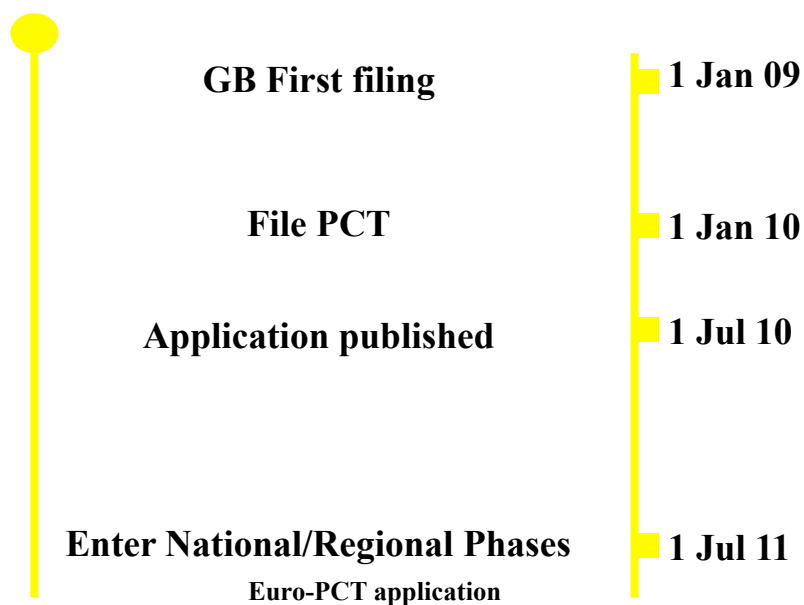 GB First filing 1 Jan 09
File PCT 1 Jan 10
Application published 1 Jul 10
Enter National/Regional Phases 1 Jul 11
Euro-PCT application